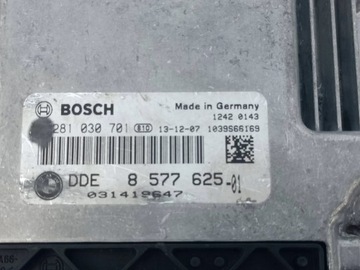 BOSCH
Made in Germany
1242 0143
281 030 701 B10 13-12-07 1039S66169
DDE 8 577 625-01
031419647